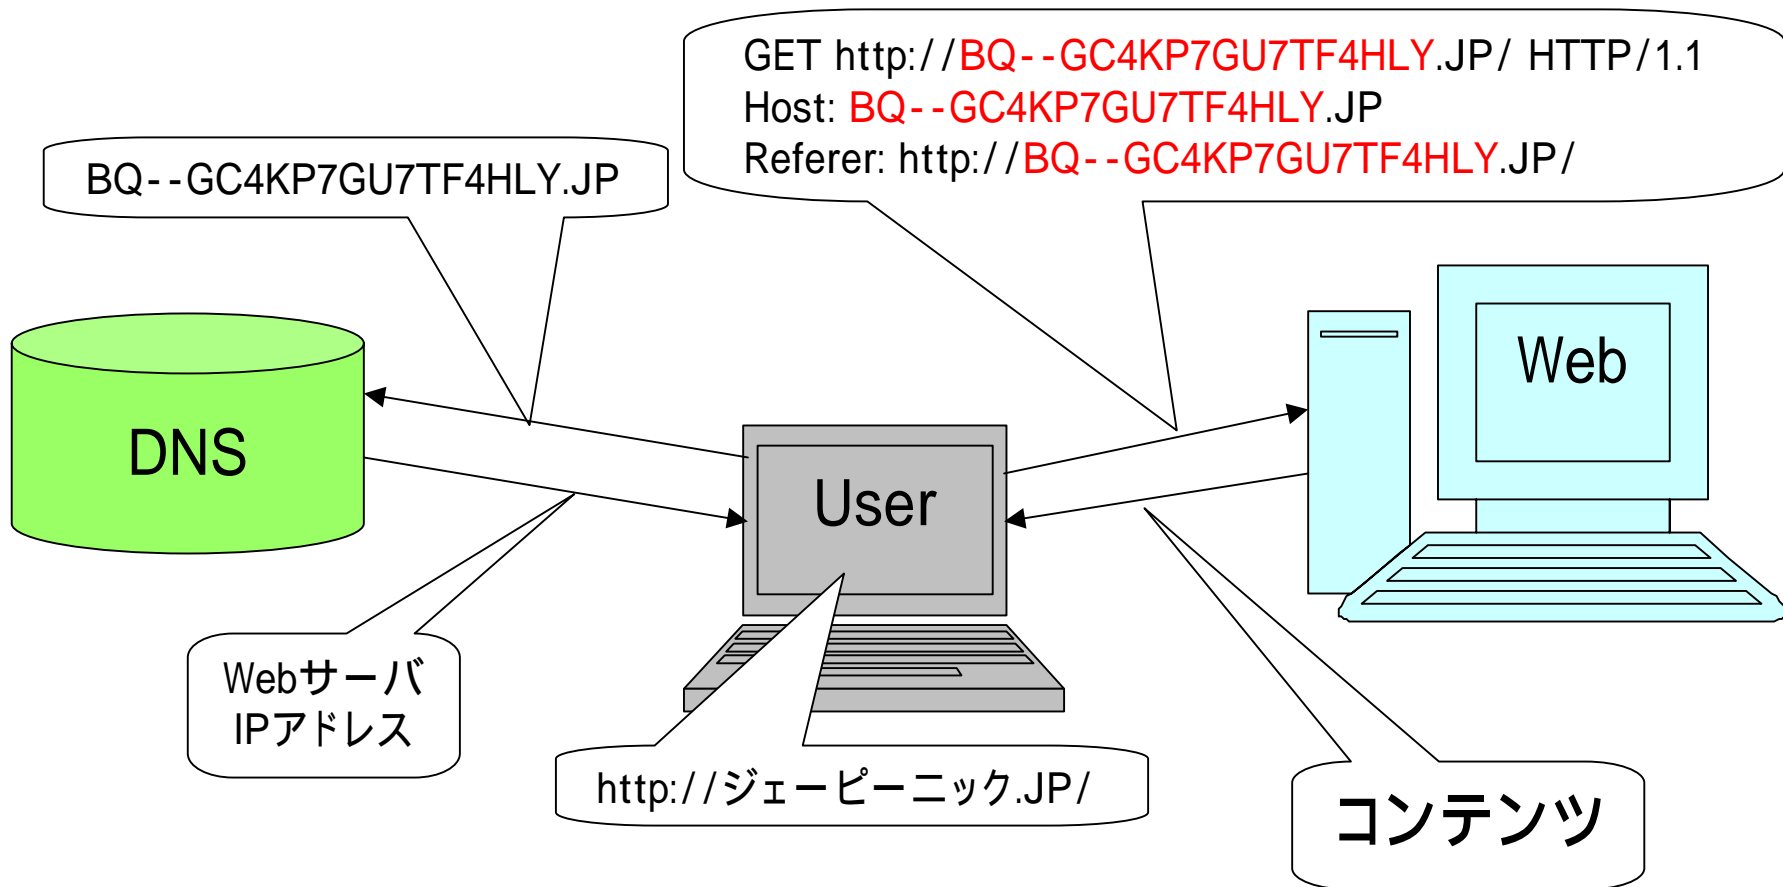 GET http://BQ--GC4KP7GU7TF4HLY.JP/ HTTP/1.1
Host: BQ--GC4KP7GU7TF4HLY.JP
Referer: http://BQ--GC4KP7GU7TF4HLY.JP/
BQ--GC4KP7GU7TF4HLY.JP
Web
DNS
User
Webサーバ
IPアドレス
http://ジェーピーニック.JP/
コンテンツ